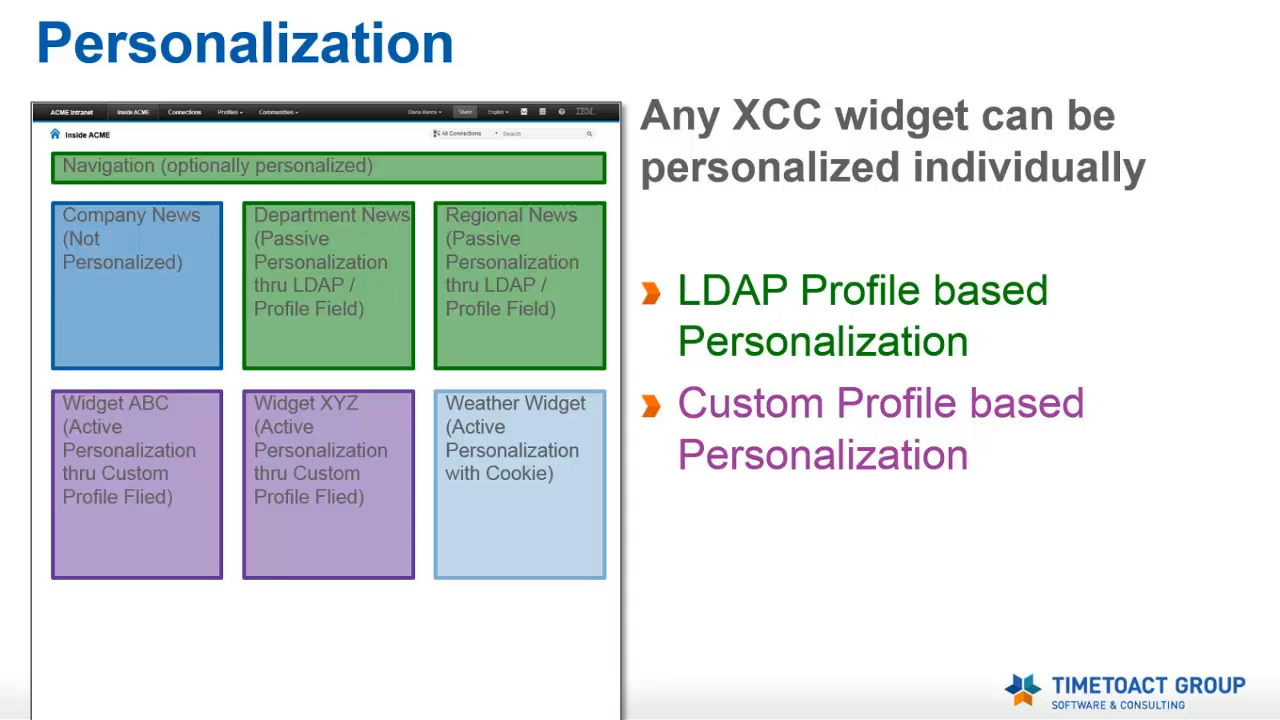 Personalization
ACME Intranet Inside ACME Connections Profiles Communities Share English IBM
Inside ACME All Connections Search
Navigation (optionally personalized)
Company News
(Not
Personalized)
Department News
(Passive
Personalization
thru LDAP /
Profile Field)
Regional News
(Passive
Personalization
thru LDAP /
Profile Field)
Widget ABC
(Active
Personalization
thru Custom
Profile Flied)
Widget XYZ
(Active
Personalization
thru Custom
Profile Flied)
Weather Widget
(Active
Personalization
with Cookie)
Any XCC widget can be
personalized individually
LDAP Profile based
Personalization
Custom Profile based
Personalization
TIMETOACT GROUP
SOFTWARE & CONSULTING